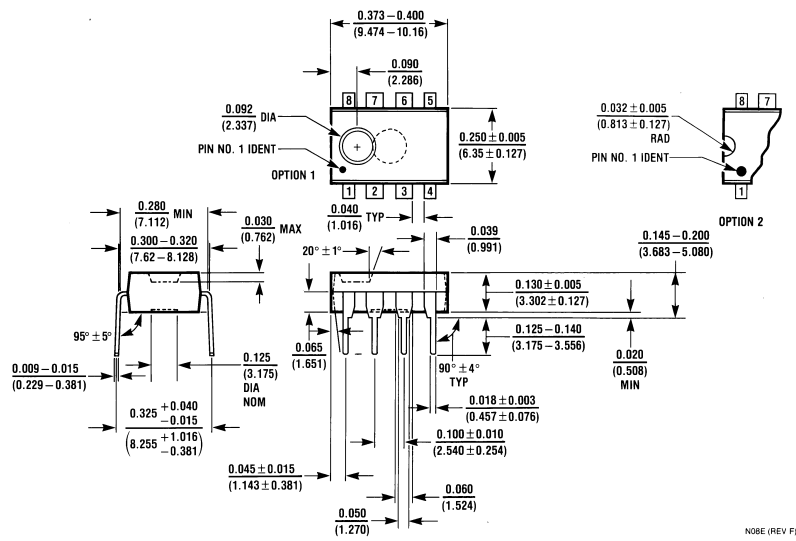 0.373 – 0.400
(9.474 – 10.16)
0.090
(2.286)
8 7 6 5
0.092 DIA
(2.337)
PIN NO. 1 IDENT
OPTION 1
+
1 2 3 4
0.250 ± 0.005
(6.35 ± 0.127)
0.032 ± 0.005
(0.813 ± 0.127)
RAD
PIN NO. 1 IDENT
8 7
1
OPTION 2
0.280 MIN
(7.112)
0.300 – 0.320
(7.62 – 8.128)
0.030 MAX
(0.762)
0.040 TYP
(1.016)
0.039
(0.991)
20° ± 1°
0.145 – 0.200
(3.683 – 5.080)
0.130 ± 0.005
(3.302 ± 0.127)
95° ± 5°
0.009 – 0.015
(0.229 – 0.381)
0.125
(3.175)
DIA
NOM
0.065
(1.651)
90° ± 4°
TYP
0.125 – 0.140
(3.175 – 3.556)
0.020
(0.508)
MIN
0.325 +0.040
−0.015
(8.255 +1.016
−0.381)
0.018 ± 0.003
(0.457 ± 0.076)
0.100 ± 0.010
(2.540 ± 0.254)
0.045 ± 0.015
(1.143 ± 0.381)
0.060
(1.524)
0.050
(1.270)
N08E (REV F)